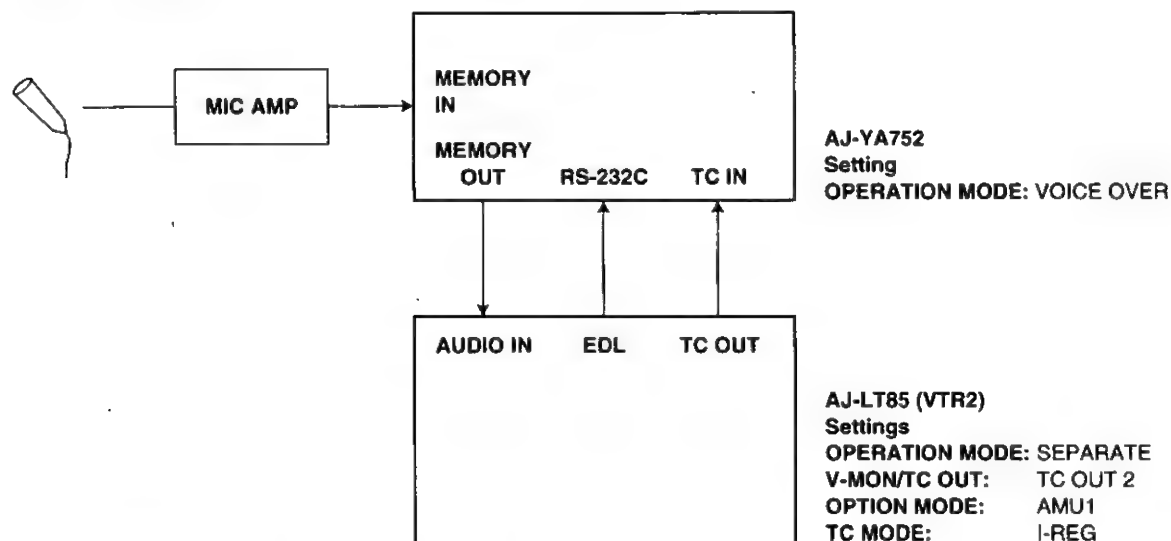 MIC AMP
MEMORY
IN
MEMORY
OUT RS-232C TC IN
AJ-YA752
Setting
OPERATION MODE: VOICE OVER
AUDIO IN EDL TC OUT
AJ-LT85 (VTR2)
Settings
OPERATION MODE: SEPARATE
V-MON/TC OUT: TC OUT 2
OPTION MODE: AMU1
TC MODE: I-REG